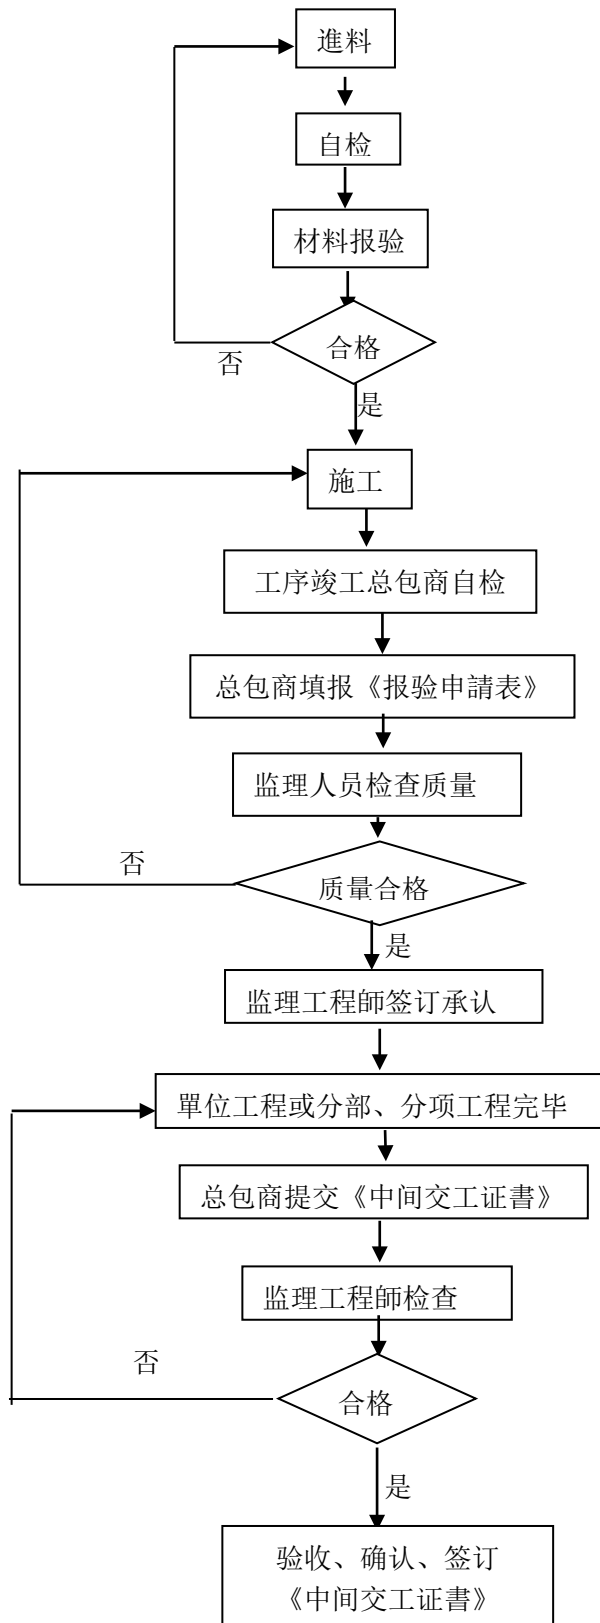 進料
自检
材料报验
合格
否
是
施工
工序竣工总包商自检
总包商填报《报验申請表》
监理人员检查质量
否
质量合格
是
监理工程師签订承认
單位工程或分部、分项工程完毕
总包商提交《中间交工证書》
监理工程師检查
否
合格
是
验收、确认、签订
《中间交工证書》